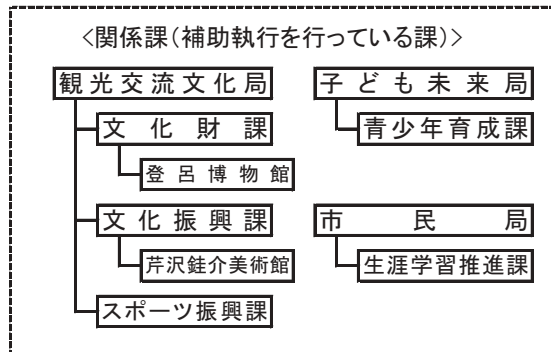 <関係課(補助執行を行っている課)>
観光交流文化局
文化財課
登呂博物館
文化振興課
芹沢銈介美術館
スポーツ振興課
子ども未来局
青少年育成課
市民局
生涯学習推進課